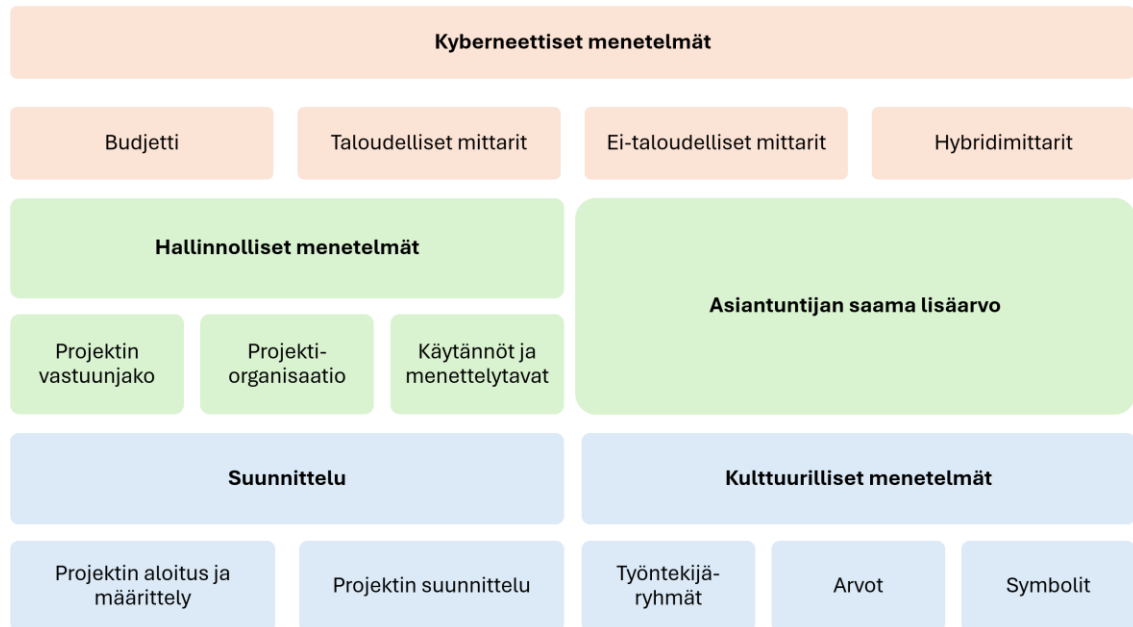 Kyberneettiset menetelmät
Budjetti
Taloudelliset mittarit
Ei-taloudelliset mittarit
Hybridimittarit
Hallinnolliset menetelmät
Asiantuntijan saama lisäarvo
Projektin
vastuunjako
Projekti-
organisaatio
Käytännöt ja
menettelytavat
Suunnittelu
Kulttuurilliset menetelmät
Projektin aloitus ja
määrittely
Projektin suunnittelu
Työntekijä-
ryhmät
Arvot
Symbolit